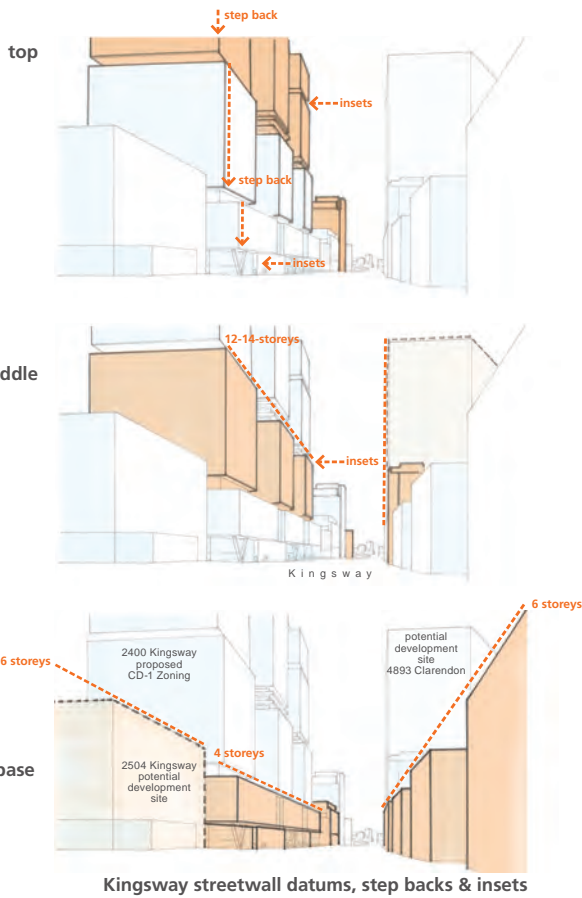 step back
top
insets
step back
insets
12-14-storeys
ddle
insets
Kingsway
6 storeys
potential
development
site
4893 Clarendon
6 storeys
2400 Kingsway
proposed
CD-1 Zoning
4 storeys
2504 Kingsway
potential
development
site
base
Kingsway streetwall datums, step backs & insets